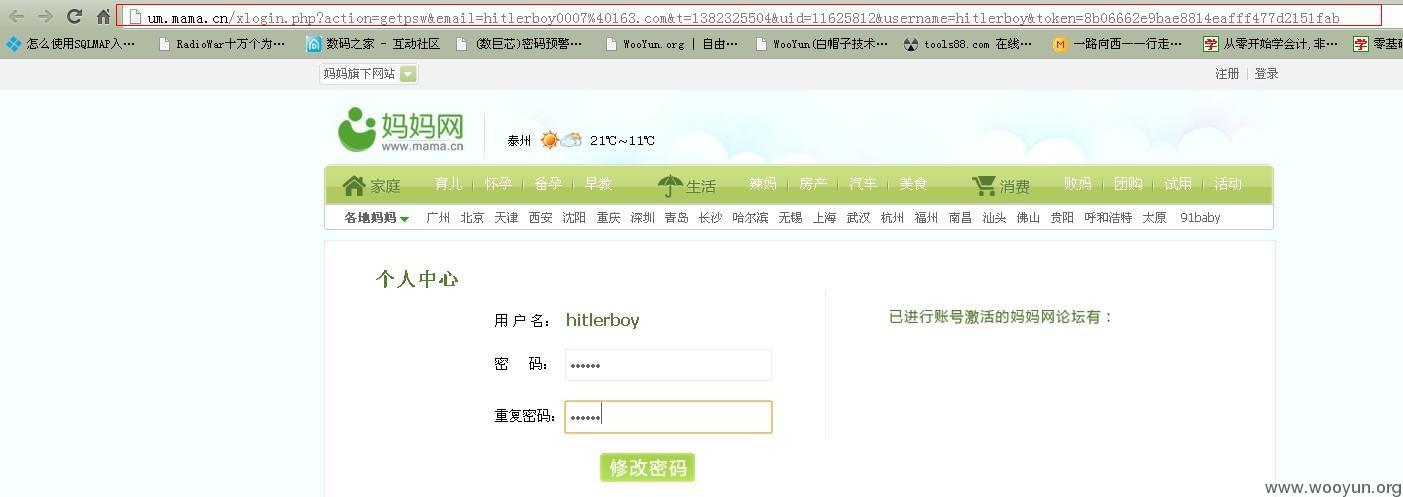 um.mama.cn/xlogin.php?action=getpsw&email=hitlerboy0007%40163.com&t=1382325504&uid=11625812&username=hitlerboy&token=8b06662e9bae8814eafff477d2151fab
怎么使用SQLMAP入… RadioWar十万个为… 数码之家 - 互动社区 (数巨芯)密码预警… WooYun.org | 自由… WooYun(白帽子技术… tools88.com 在线… 一路向西——行走… 从零开始学会计,非… 零基础
妈妈旗下网站 注册 | 登录
妈妈网
www.mama.cn
泰州 21℃~11℃
家庭 育儿 | 怀孕 | 备孕 | 早教 生活 辣妈 | 房产 | 汽车 | 美食 消费 败妈 | 团购 | 试用 | 活动
各地妈妈 广州 北京 天津 西安 沈阳 重庆 深圳 青岛 长沙 哈尔滨 无锡 上海 武汉 杭州 福州 南昌 汕头 佛山 贵阳 呼和浩特 太原 91baby
个人中心
用 户 名: hitlerboy
已进行账号激活的妈妈网论坛有:
密 码: ••••••
重复密码: ••••••
修改密码
www.wooyun.org